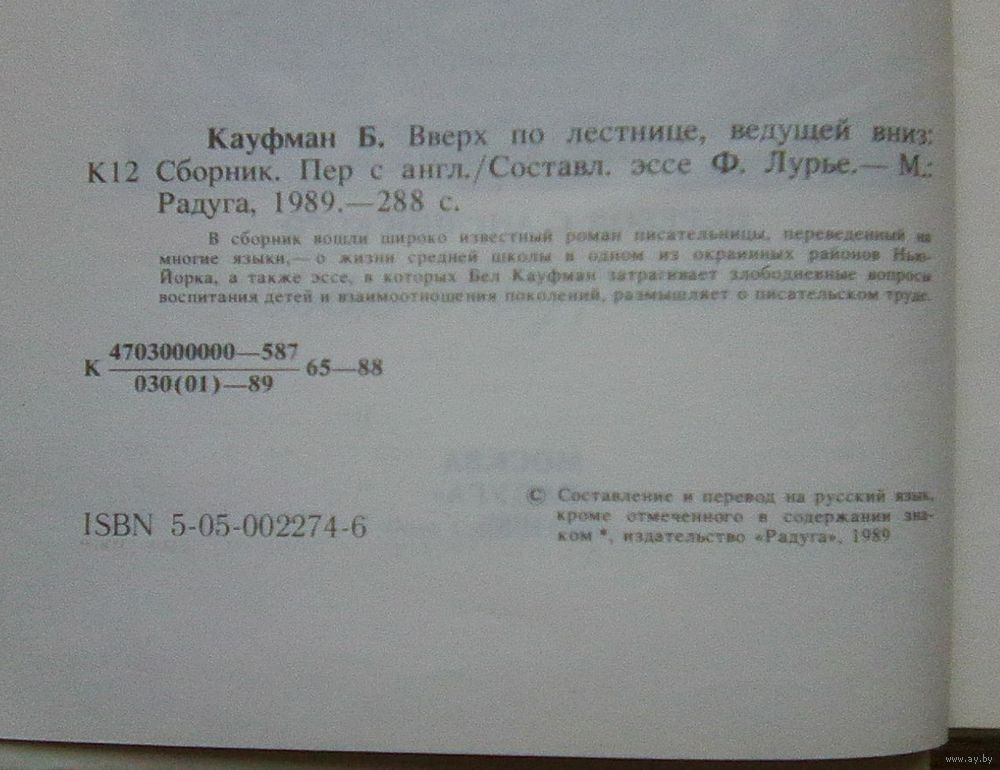 Кауфман Б. Вверх по лестнице, ведущей вниз:
К12 Сборник. Пер с англ./Составл. эссе Ф. Лурье.— М.:
Радуга, 1989.—288 с.
В сборник вошли широко известный роман писательницы, переведенный на
многие языки,— о жизни средней школы в одном из окраинных районов Нью-
Йорка, а также эссе, в которых Бел Кауфман затрагивает злободневные вопросы
воспитания детей и взаимоотношения поколений, размышляет о писательском труде.
К 4703000000—587 65—88
030(01)—89
© Составление и перевод на русский язык,
кроме отмеченного в содержании зна-
ком *, издательство «Радуга», 1989
ISBN 5-05-002274-6
www.ay.by